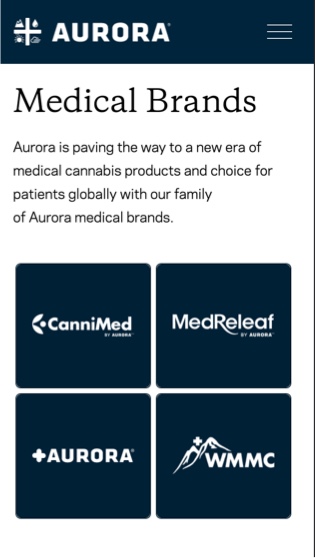 AURORA
Medical Brands
Aurora is paving the way to a new era of
medical cannabis products and choice for
patients globally with our family
of Aurora medical brands.
CanniMed
BY AURORA
MedReleaf
BY AURORA
AURORA
WMMC